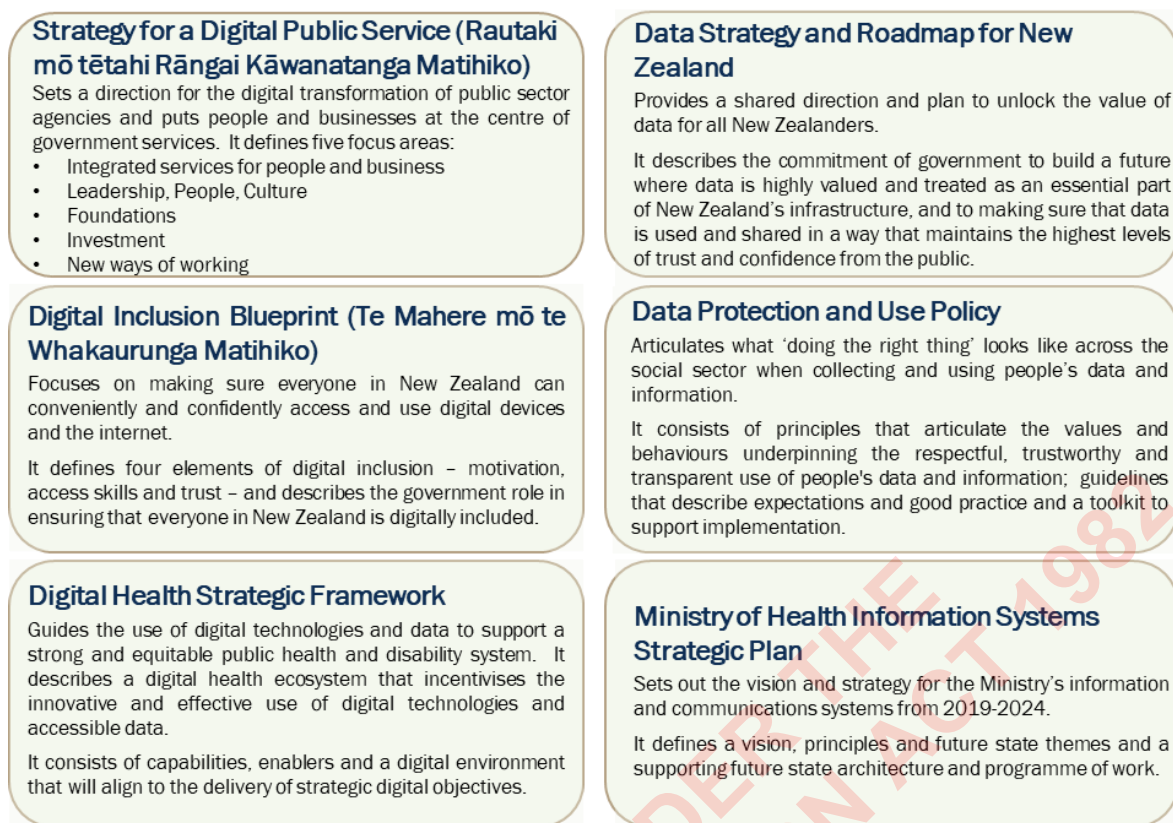 Strategy for a Digital Public Service (Rautaki
mō tētahi Rāngai Kāwanatanga Matihiko)
Sets a direction for the digital transformation of public sector
agencies and puts people and businesses at the centre of
government services. It defines five focus areas:
• Integrated services for people and business
• Leadership, People, Culture
• Foundations
• Investment
• New ways of working
Data Strategy and Roadmap for New
Zealand
Provides a shared direction and plan to unlock the value of
data for all New Zealanders.
It describes the commitment of government to build a future
where data is highly valued and treated as an essential part
of New Zealand's infrastructure, and to making sure that data
is used and shared in a way that maintains the highest levels
of trust and confidence from the public.
Digital Inclusion Blueprint (Te Mahere mō te
Whakaurunga Matihiko)
Focuses on making sure everyone in New Zealand can
conveniently and confidently access and use digital devices
and the internet.
It defines four elements of digital inclusion – motivation,
access skills and trust – and describes the government role in
ensuring that everyone in New Zealand is digitally included.
Data Protection and Use Policy
Articulates what ‘doing the right thing’ looks like across the
social sector when collecting and using people’s data and
information.
It consists of principles that articulate the values and
behaviours underpinning the respectful, trustworthy and
transparent use of people's data and information; guidelines
that describe expectations and good practice and a toolkit to
support implementation.
Digital Health Strategic Framework
Guides the use of digital technologies and data to support a
strong and equitable public health and disability system. It
describes a digital health ecosystem that incentivises the
innovative and effective use of digital technologies and
accessible data.
It consists of capabilities, enablers and a digital environment
that will align to the delivery of strategic digital objectives.
Ministry of Health Information Systems
Strategic Plan
Sets out the vision and strategy for the Ministry’s information
and communications systems from 2019-2024.
It defines a vision, principles and future state themes and a
supporting future state architecture and programme of work.
THE
ACT 1982